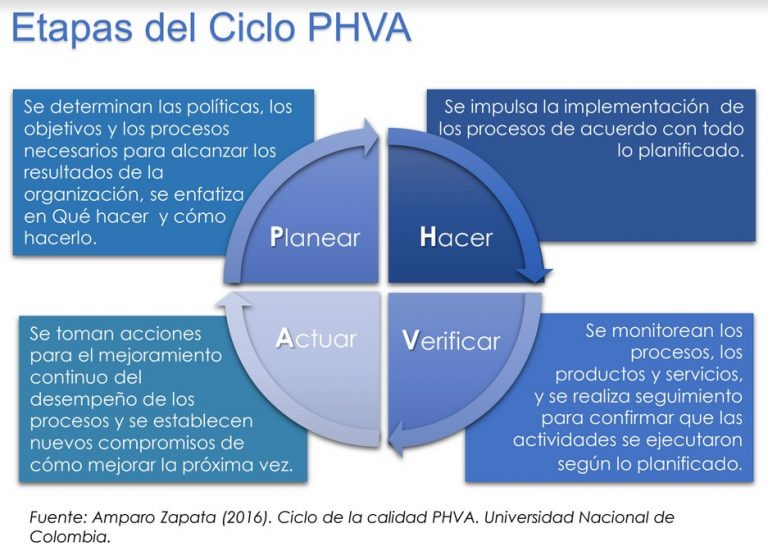 Etapas del Ciclo PHVA
Se determinan las políticas, los
objetivos y los procesos
necesarios para alcanzar los
resultados de la
organización, se enfatiza
en Qué hacer y cómo
hacerlo.
Se impulsa la implementación de
los procesos de acuerdo con todo
lo planificado.
Planear
Hacer
Actuar
Verificar
Se toman acciones
para el mejoramiento
continuo del
desempeño de los
procesos y se establecen
nuevos compromisos de
cómo mejorar la próxima vez.
Se monitorean los
procesos, los
productos y servicios,
y se realiza seguimiento
para confirmar que las
actividades se ejecutaron
según lo planificado.
Fuente: Amparo Zapata (2016). Ciclo de la calidad PHVA. Universidad Nacional de
Colombia.